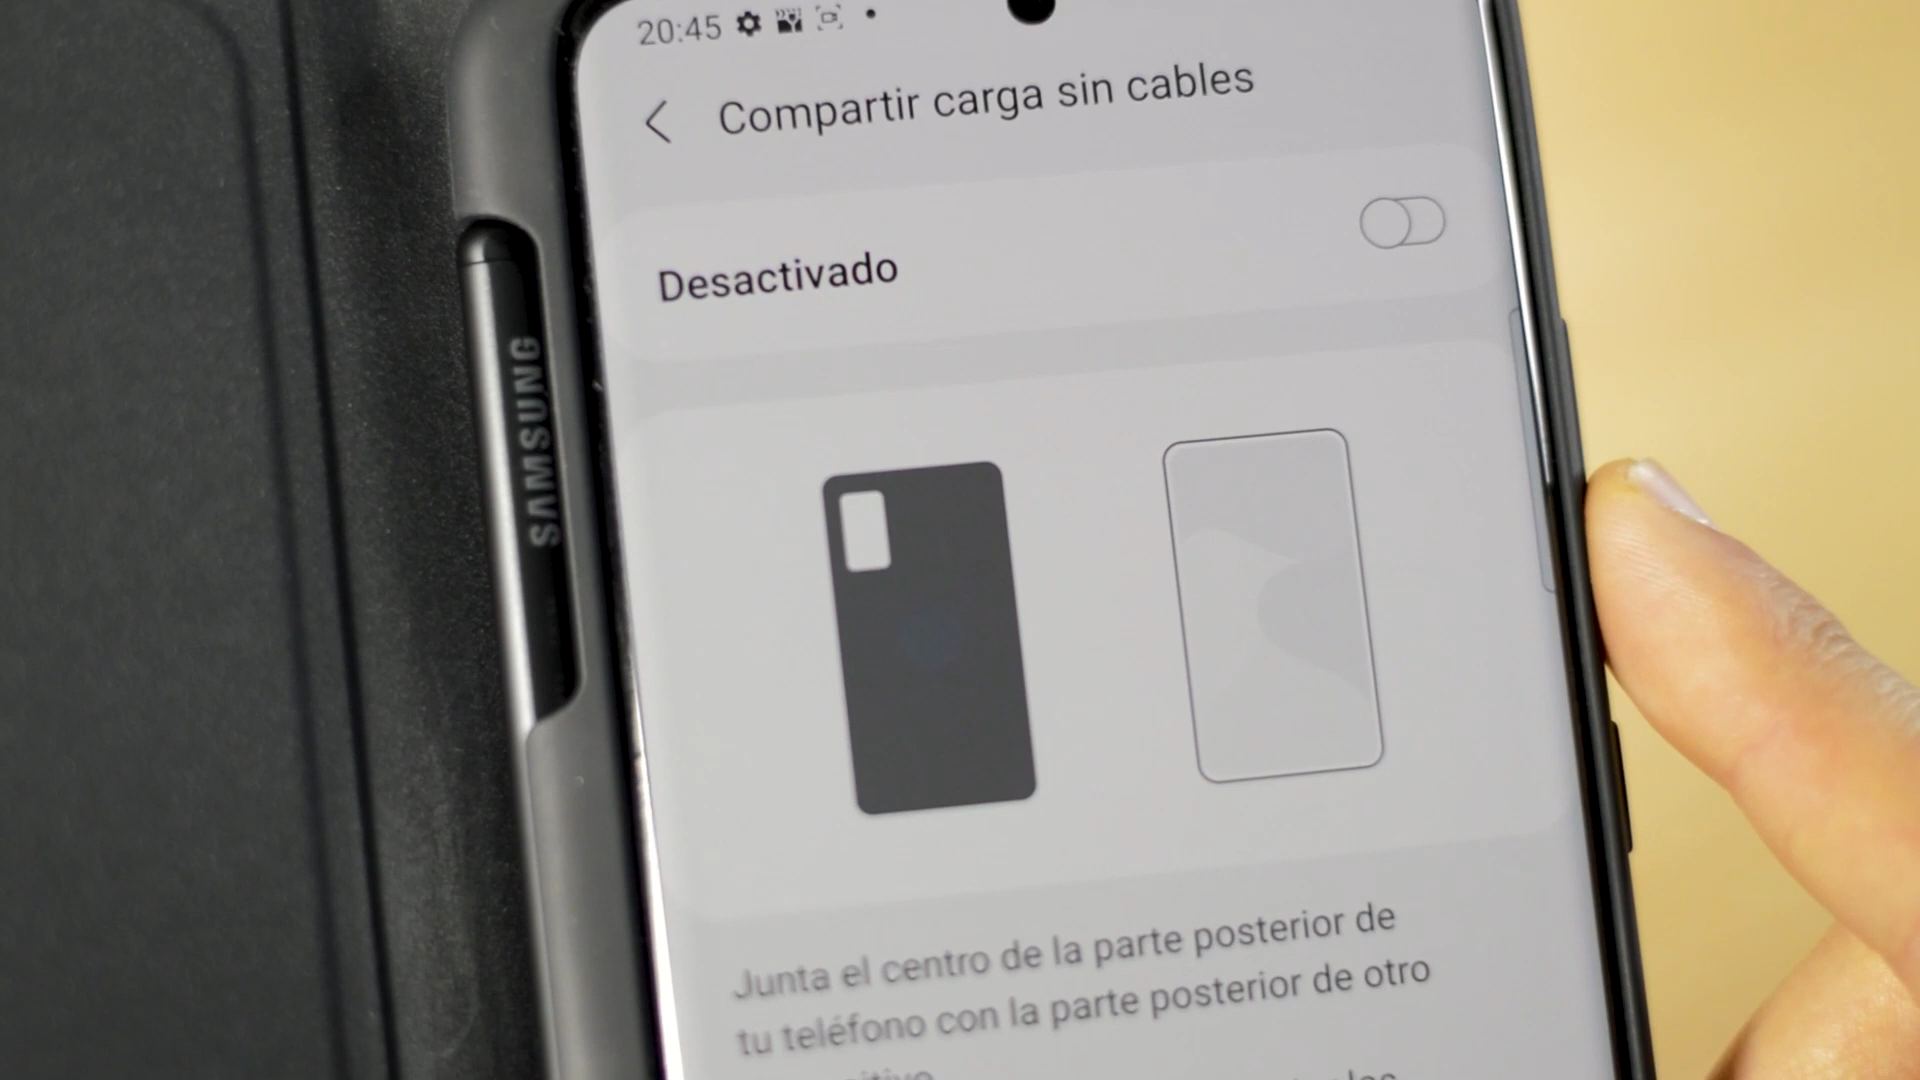 20:45
Compartir carga sin cables
Desactivado
SAMSUNG
Junta el centro de la parte posterior de
tu teléfono con la parte posterior de otro